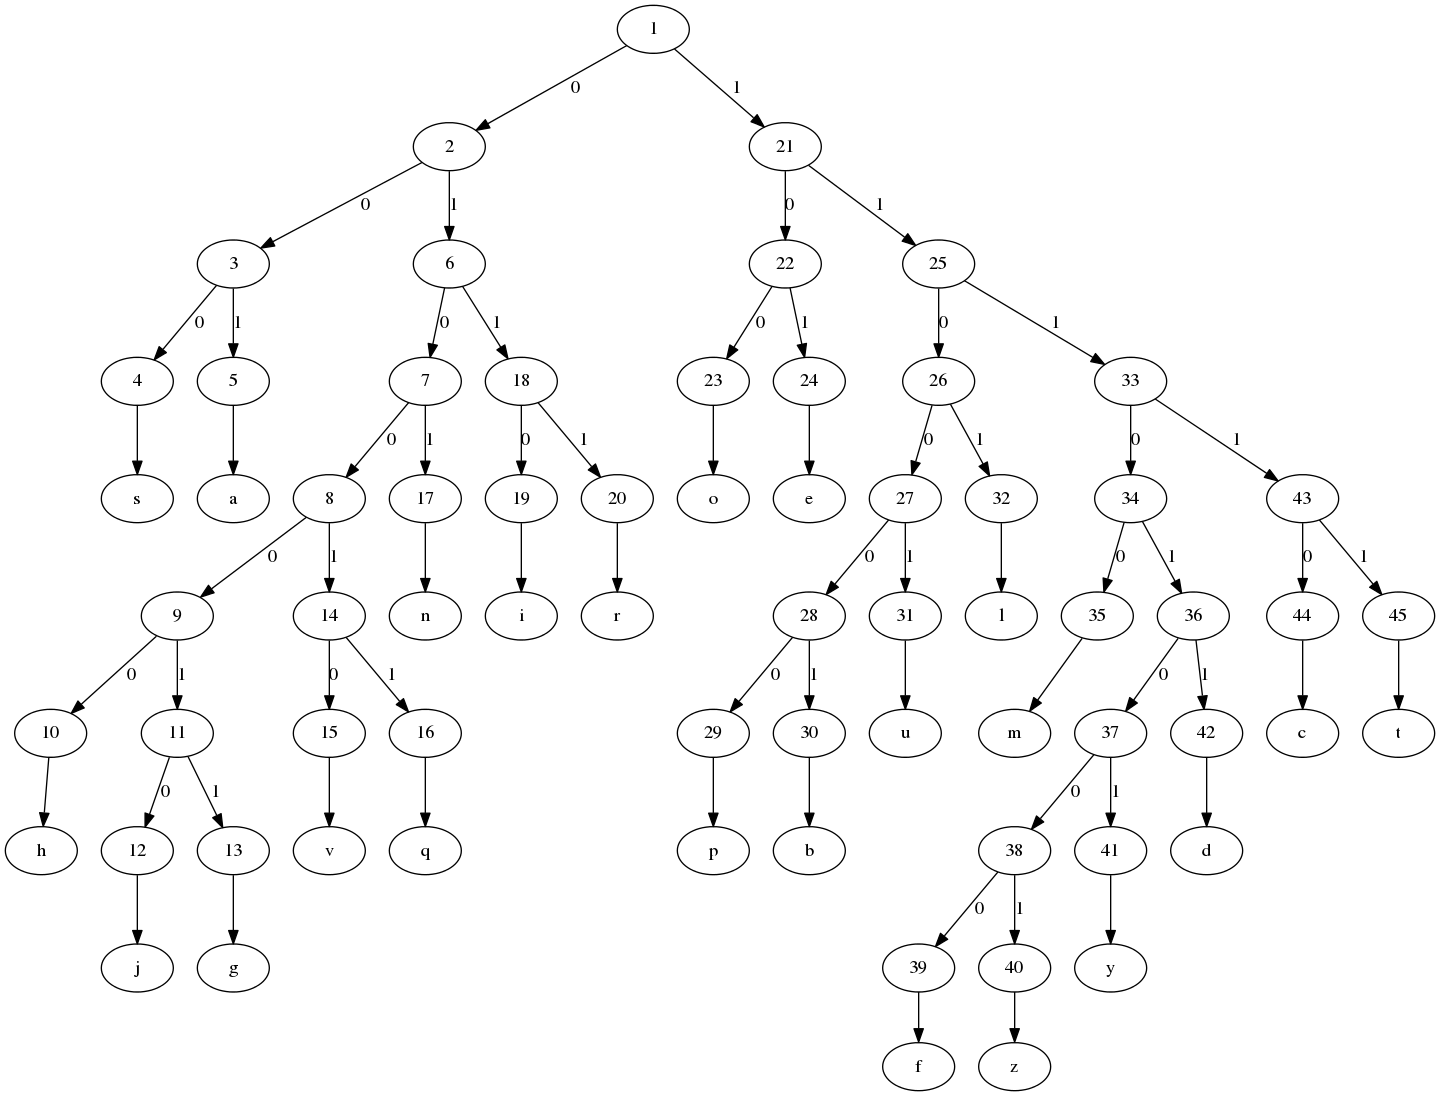 1
0 1
2 21
0 1 0 1
3 6 22 25
0 1 0 1 0 1 0 1
4 5 7 18 23 24 26 33
0 1 0 1 0 1 0 1
s a 8 17 19 20 o e 27 32 34 43
0 1 0 1 0 1 0 1
9 14 n i r 28 31 l 35 36 44 45
0 1 0 1 0 1 0 1
10 11 15 16 29 30 u m 37 42 c t
0 1 0 1
h 12 13 v q p b 38 41 d
0 1
j g 39 40 y
f z